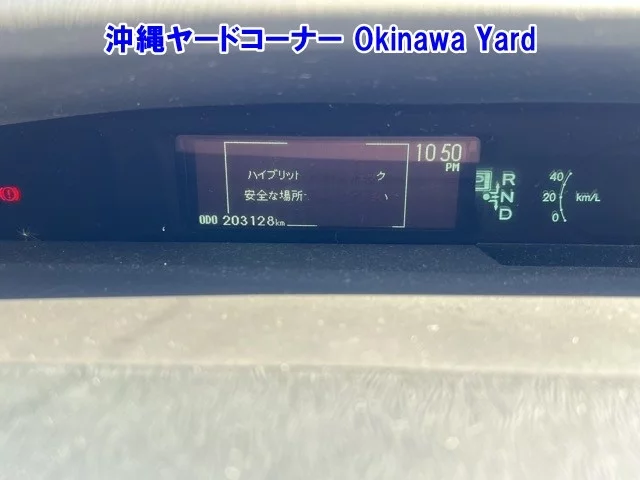 沖縄ヤードコーナー Okinawa Yard
10:50
PM
ハイブリット ク
安全な場所
ODO 203128km
R
N
D
40
20
0
km/L